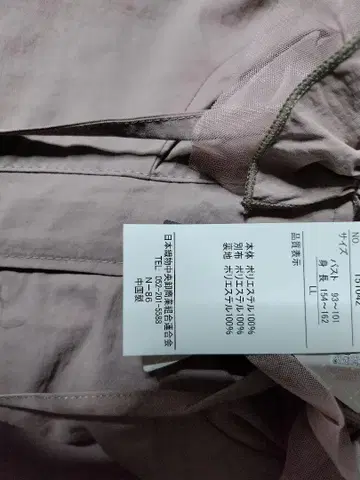 NO. 151042
サイズ
バスト 93～101
身長 154～162
LL
品質表示
本体 ポリエステル100%
別布 ポリエステル100%
裁地 ポリエステル100%
日本織物中央卸商業組合連合会
TEL. 052-201-5588
N-86
中国製